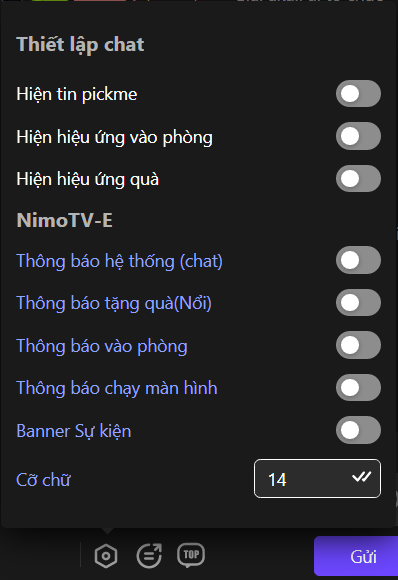 Thiết lập chat
Hiện tin pickme
Hiện hiệu ứng vào phòng
Hiện hiệu ứng quà
NimoTV-E
Thông báo hệ thống (chat)
Thông báo tặng quà(Nổi)
Thông báo vào phòng
Thông báo chạy màn hình
Banner Sự kiện
Cỡ chữ
14
TOP
Gửi